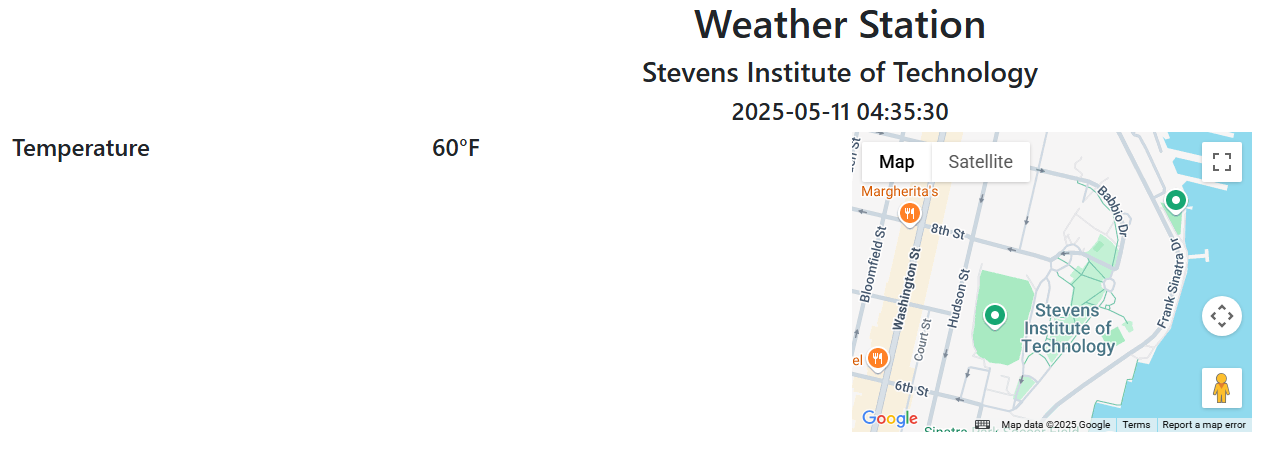 Weather Station
Stevens Institute of Technology
2025-05-11 04:35:30
Temperature 60°F
Map Satellite
Margherita's
8th St
Babbio Dr
Bloomfield St
Washington St
Hudson St
Court St
Frank Sinatra Dr
Stevens
Institute of
Technology
el
6th St
Google
Map data ©2025 Google Terms Report a map error